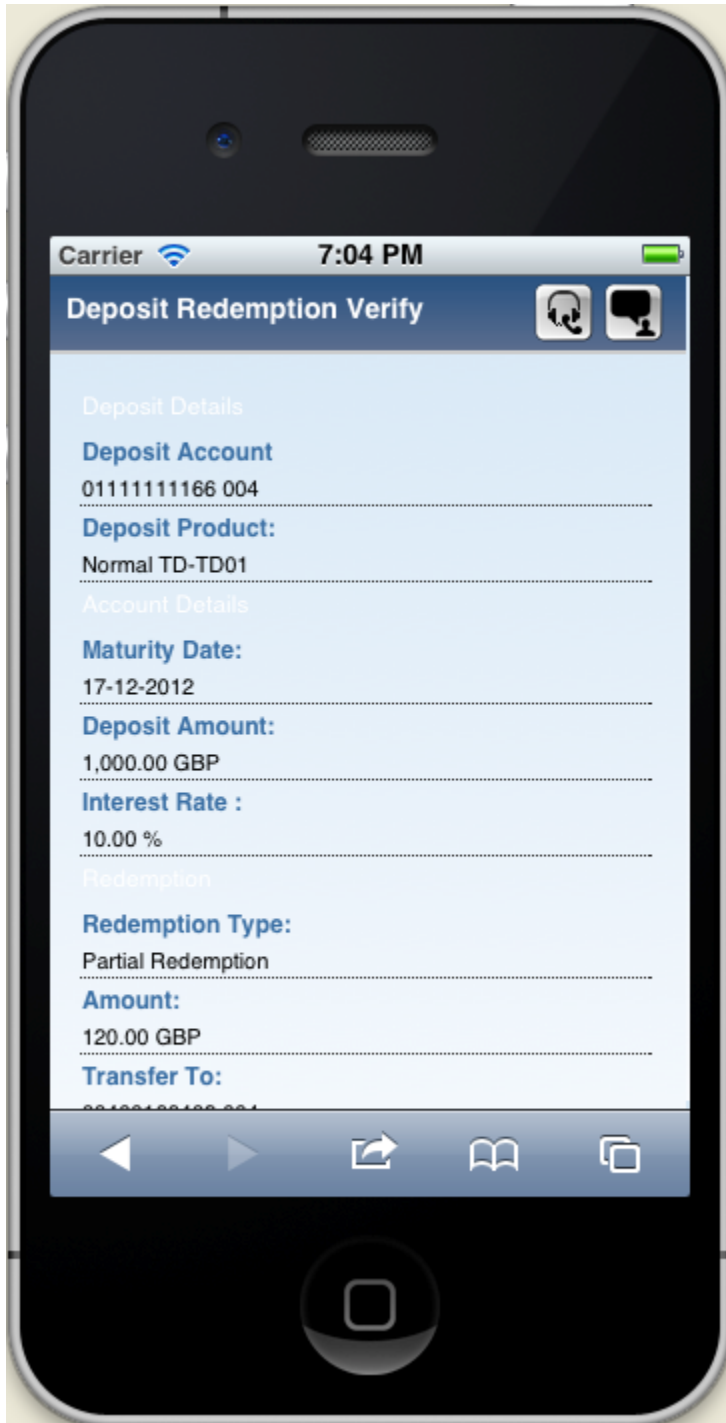 Carrier 7:04 PM
Deposit Redemption Verify
Deposit Details
Deposit Account
01111111166 004
Deposit Product:
Normal TD-TD01
Account Details
Maturity Date:
17-12-2012
Deposit Amount:
1,000.00 GBP
Interest Rate :
10.00 %
Redemption
Redemption Type:
Partial Redemption
Amount:
120.00 GBP
Transfer To: